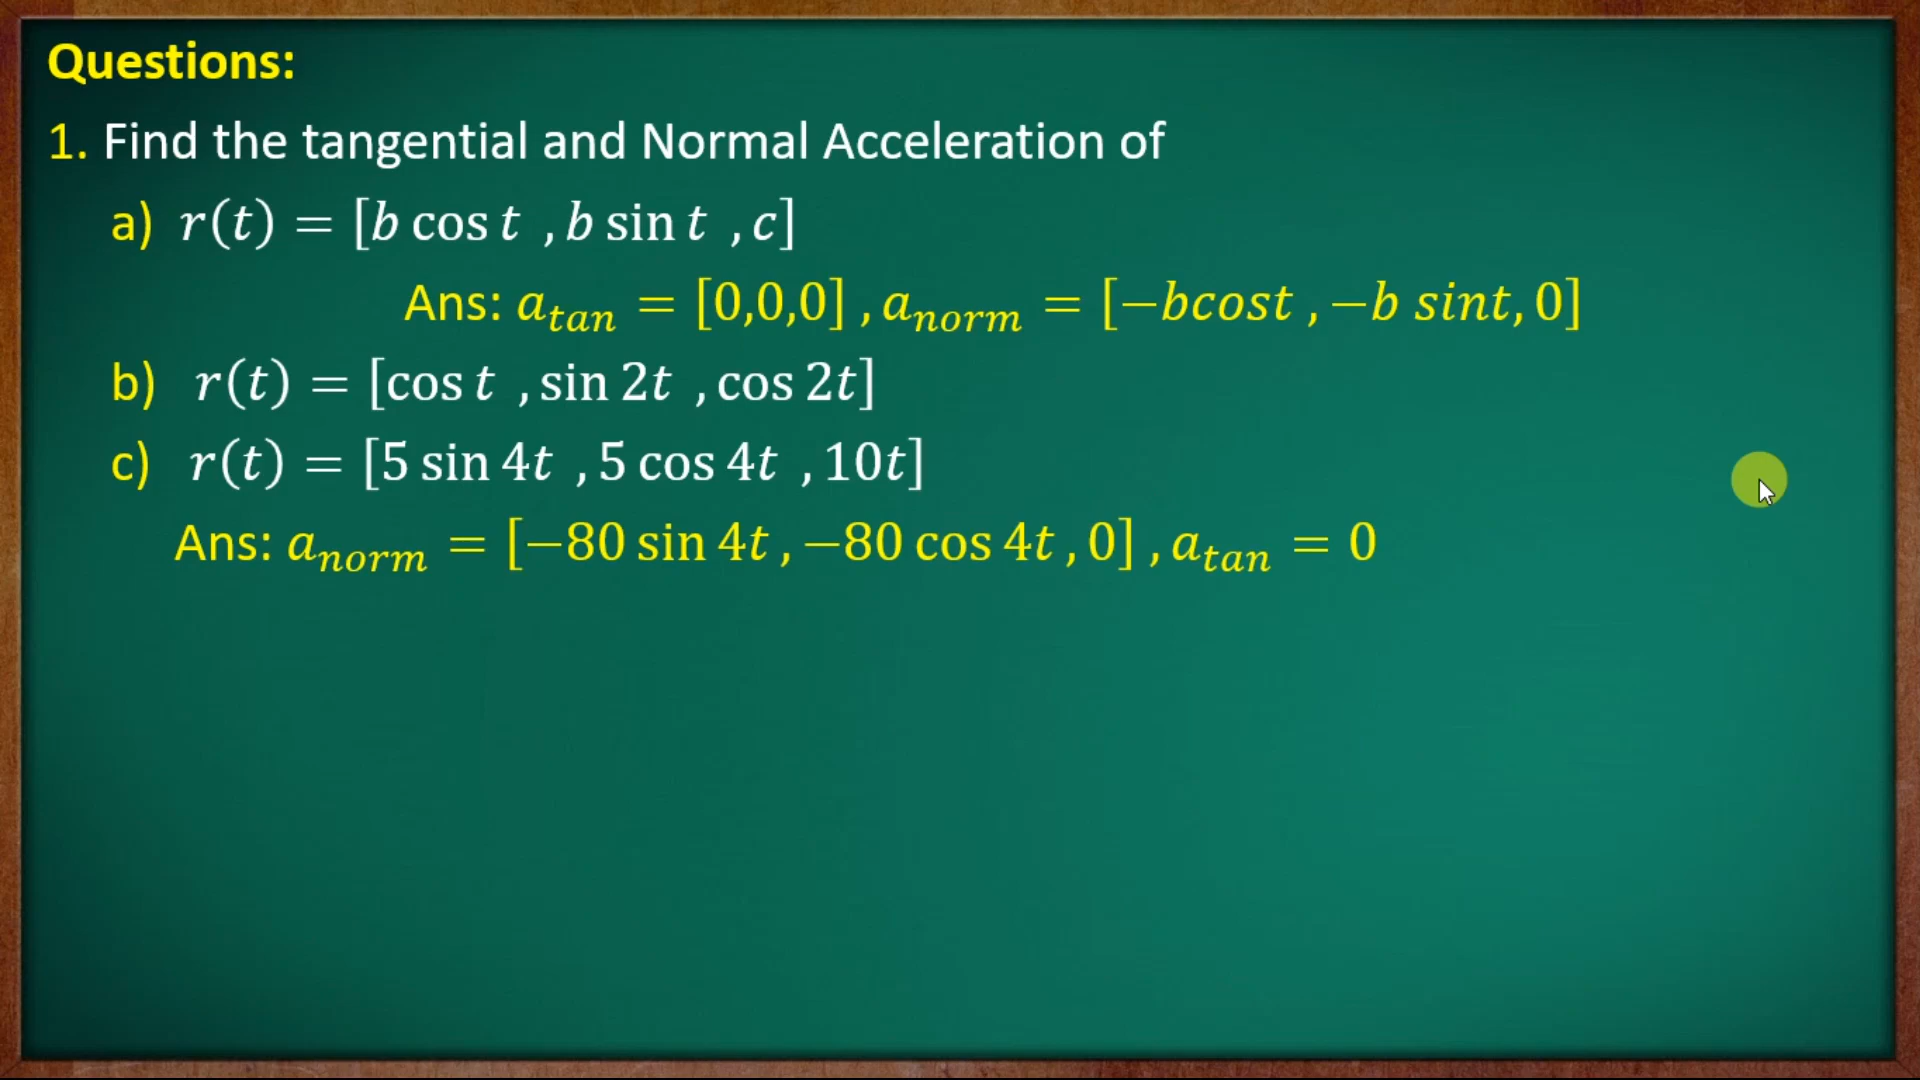 Questions:
1. Find the tangential and Normal Acceleration of
a) r(t) = [b cos t , b sin t , c]
Ans: a_tan = [0,0,0] , a_norm = [−bcost , −b sint, 0]
b) r(t) = [cos t , sin 2t , cos 2t]
c) r(t) = [5 sin 4t , 5 cos 4t , 10t]
Ans: a_norm = [−80 sin 4t , −80 cos 4t , 0] , a_tan = 0